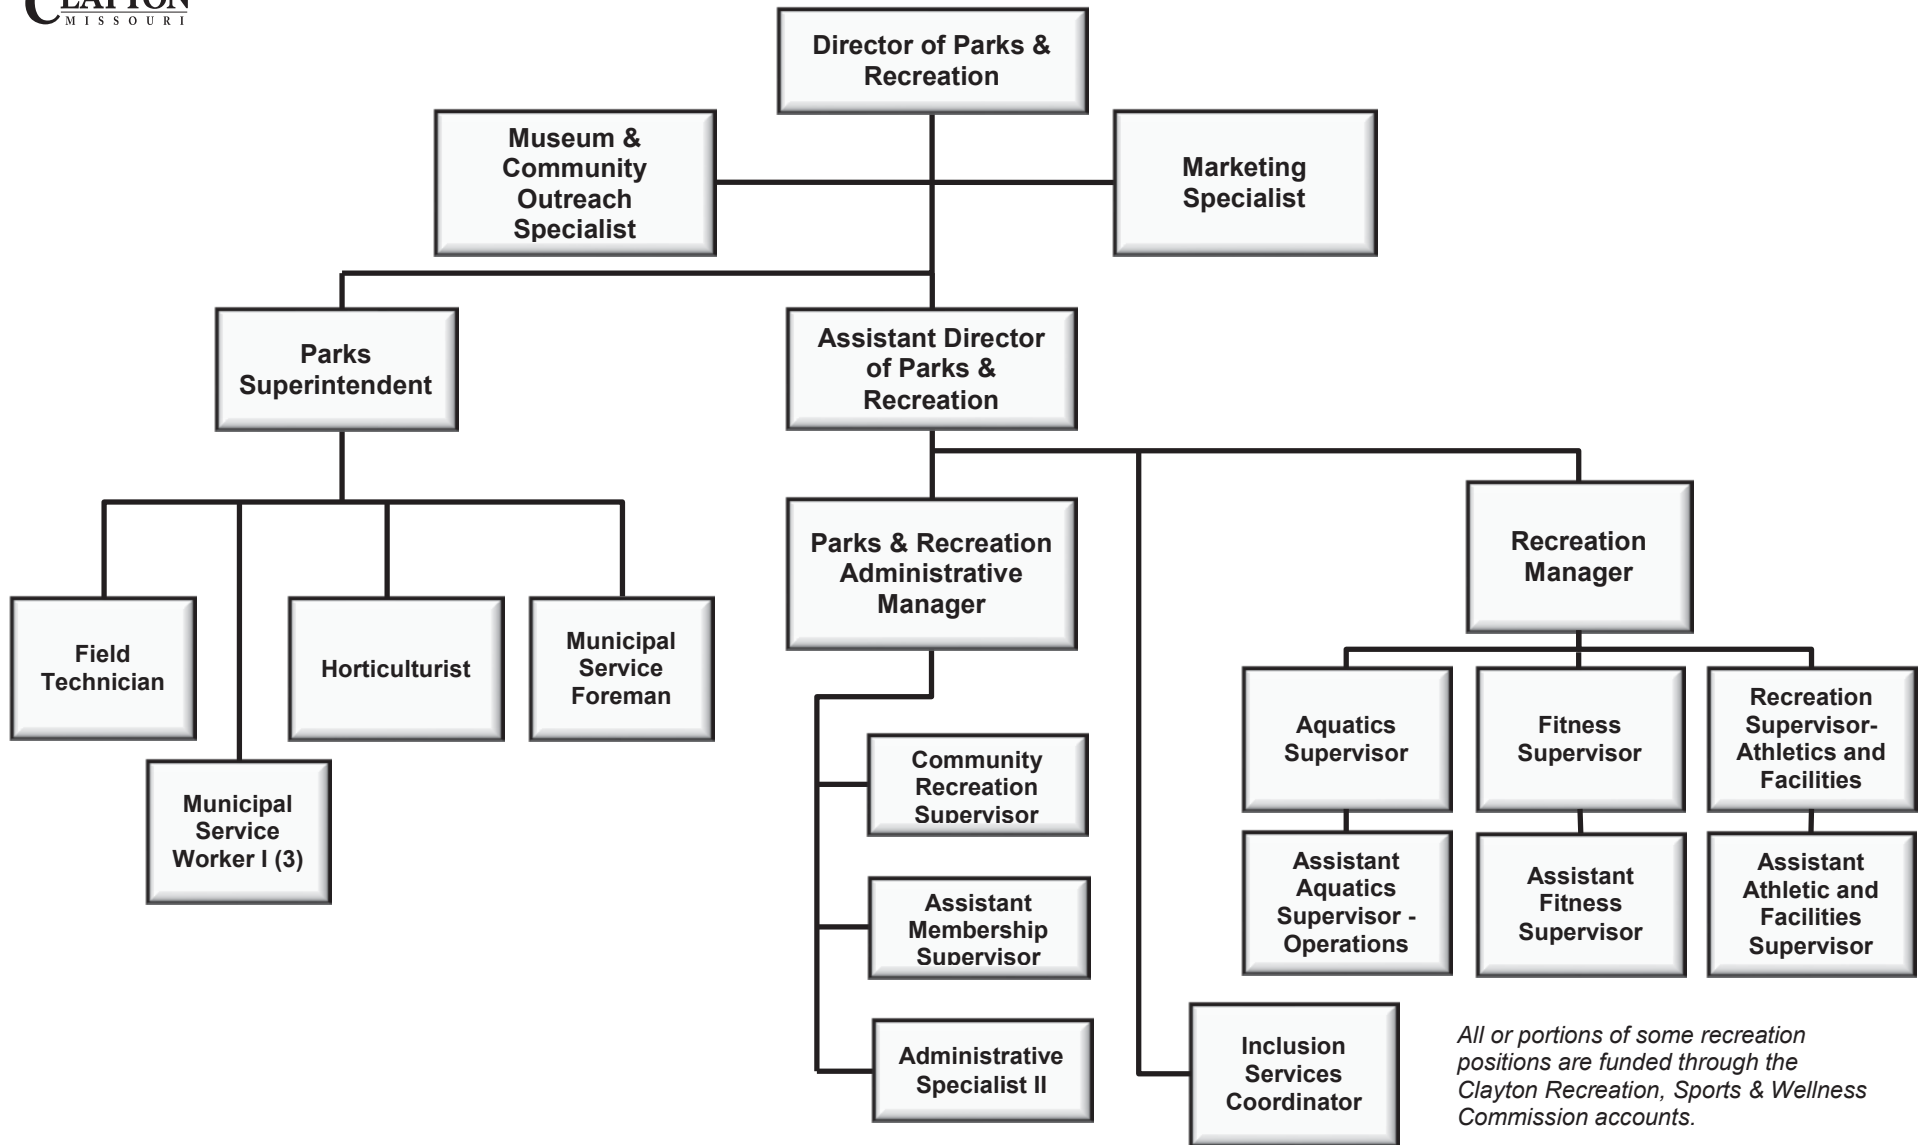 CLAYTON
MISSOURI
Director of Parks &
Recreation
Museum &
Community
Outreach
Specialist
Marketing
Specialist
Parks
Superintendent
Assistant Director
of Parks &
Recreation
Parks & Recreation
Administrative
Manager
Recreation
Manager
Field
Technician
Horticulturist
Municipal
Service
Foreman
Municipal
Service
Worker I (3)
Community
Recreation
Supervisor
Assistant
Membership
Supervisor
Administrative
Specialist II
Aquatics
Supervisor
Fitness
Supervisor
Recreation
Supervisor-
Athletics and
Facilities
Assistant
Aquatics
Supervisor -
Operations
Assistant
Fitness
Supervisor
Assistant
Athletic and
Facilities
Supervisor
Inclusion
Services
Coordinator
All or portions of some recreation
positions are funded through the
Clayton Recreation, Sports & Wellness
Commission accounts.